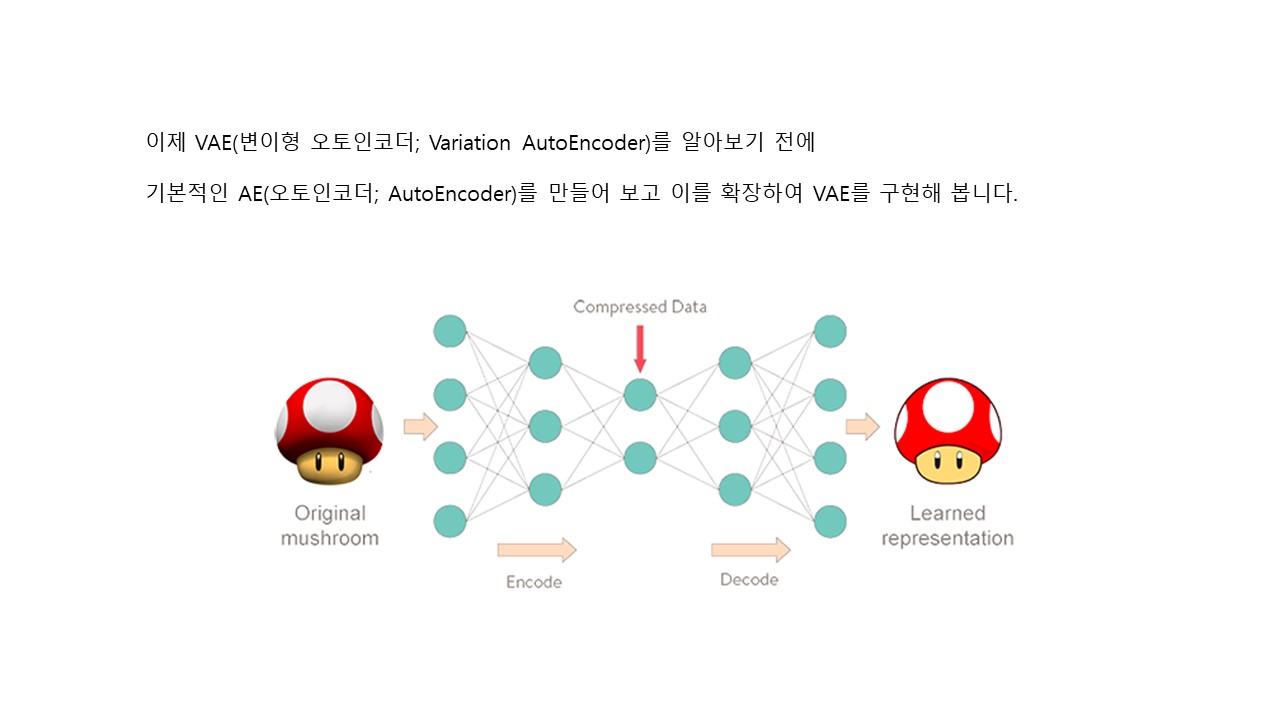 이제 VAE(변이형 오토인코더; Variation AutoEncoder)를 알아보기 전에
기본적인 AE(오토인코더; AutoEncoder)를 만들어 보고 이를 확장하여 VAE를 구현해 봅니다.
Compressed Data
Original
mushroom
Learned
representation
Encode
Decode